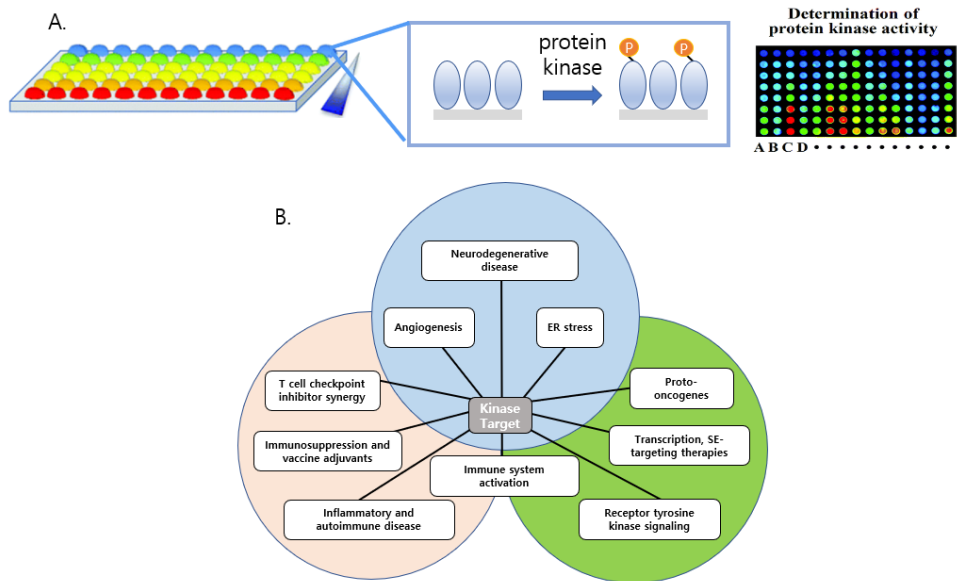 A.
protein
kinase
P
P
Determination of
protein kinase activity
A B C D • • • • • • • • • • •
B.
Neurodegenerative
disease
Angiogenesis
ER stress
T cell checkpoint
inhibitor synergy
Proto-
oncogenes
Kinase
Target
Immunosuppression and
vaccine adjuvants
Transcription, SE-
targeting therapies
Immune system
activation
Inflammatory and
autoimmune disease
Receptor tyrosine
kinase signaling